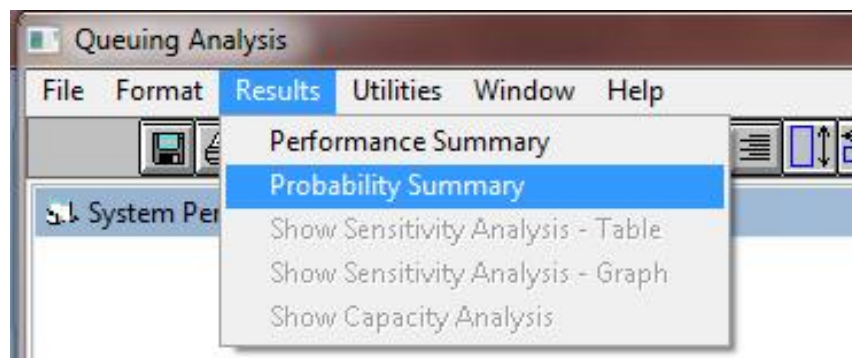 Queuing Analysis
File Format Results Utilities Window Help
Performance Summary
Probability Summary
System Per
Show Sensitivity Analysis - Table
Show Sensitivity Analysis - Graph
Show Capacity Analysis